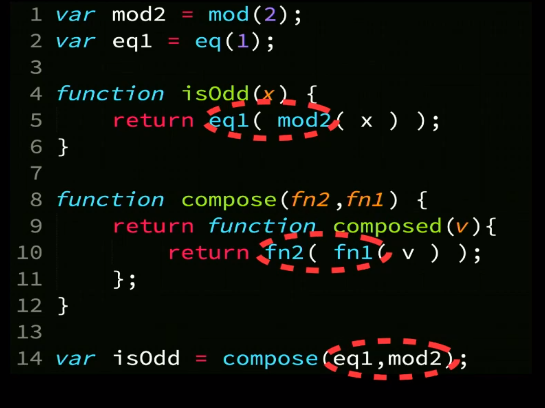 1 var mod2 = mod(2);
2 var eq1 = eq(1);
3
4 function isOdd(x) {
5     return eq1( mod2( x ) );
6 }
7
8 function compose(fn2,fn1) {
9     return function composed(v){
10         return fn2( fn1( v ) );
11     };
12 }
13
14 var isOdd = compose(eq1,mod2);